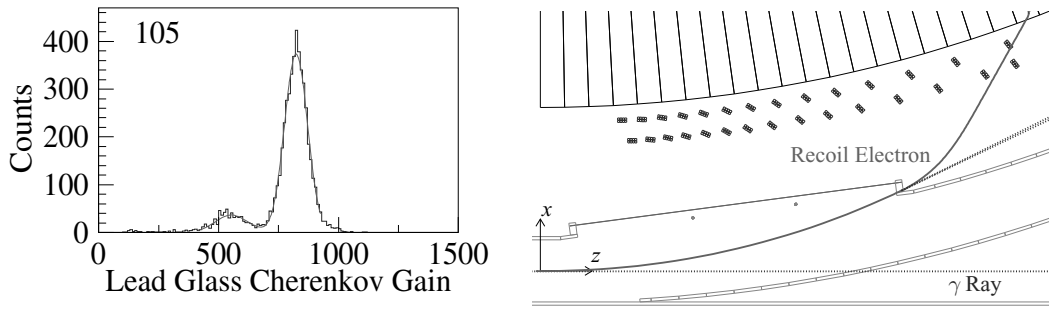 105
Counts
400
300
200
100
0
0 500 1000 1500
Lead Glass Cherenkov Gain
Recoil Electron
x
z
γ Ray